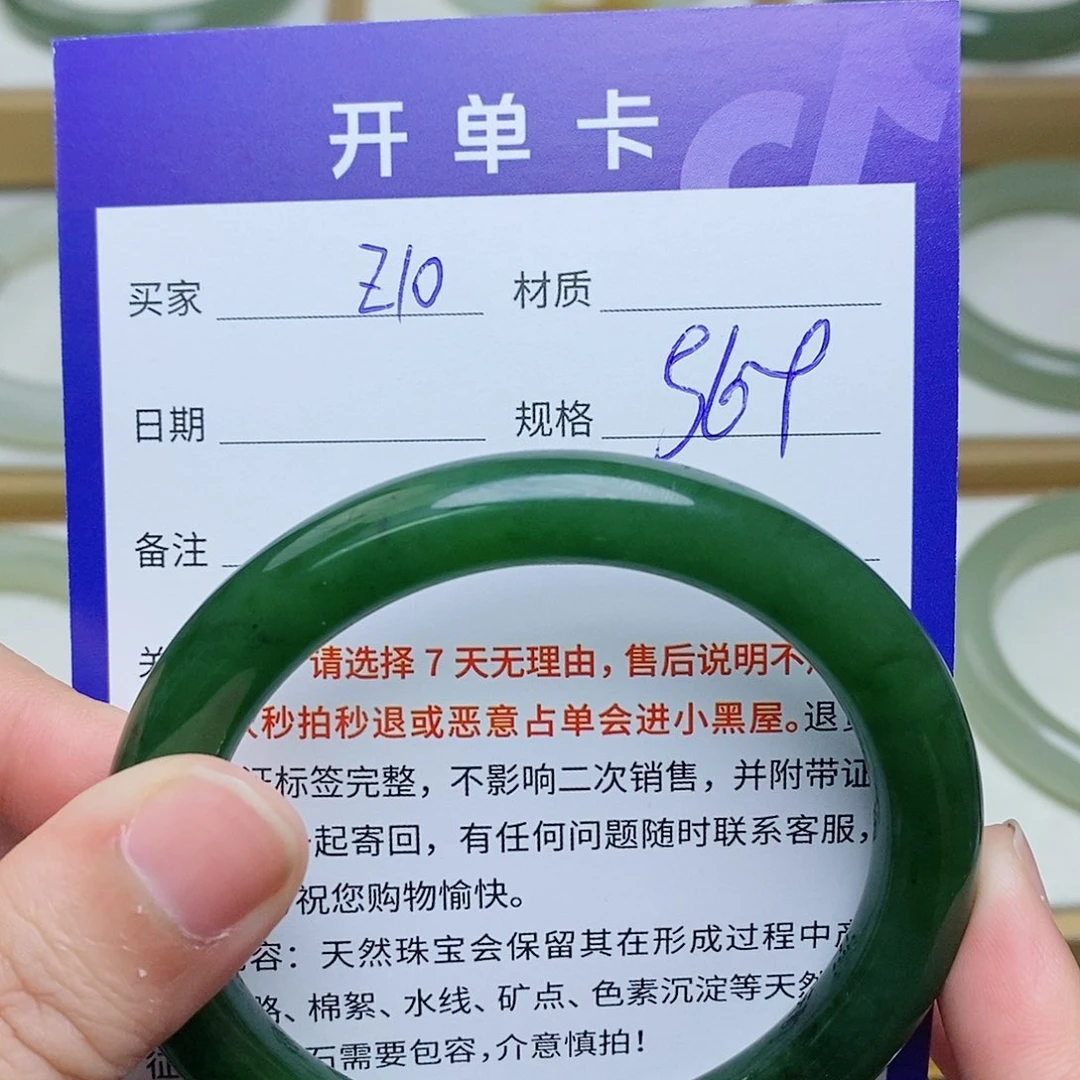 开单卡
买家 Z10 材质
日期 规格 569
备注
请选择7天无理由，售后说明不
秒拍秒退或恶意占单会进小黑屋。退
标签完整，不影响二次销售，并附带证
起寄回，有任何问题随时联系客服，
祝您购物愉快。
容：天然珠宝会保留其在形成过程中
、棉絮、水线、矿点、色素沉淀等天然
石需要包容，介意慎拍！